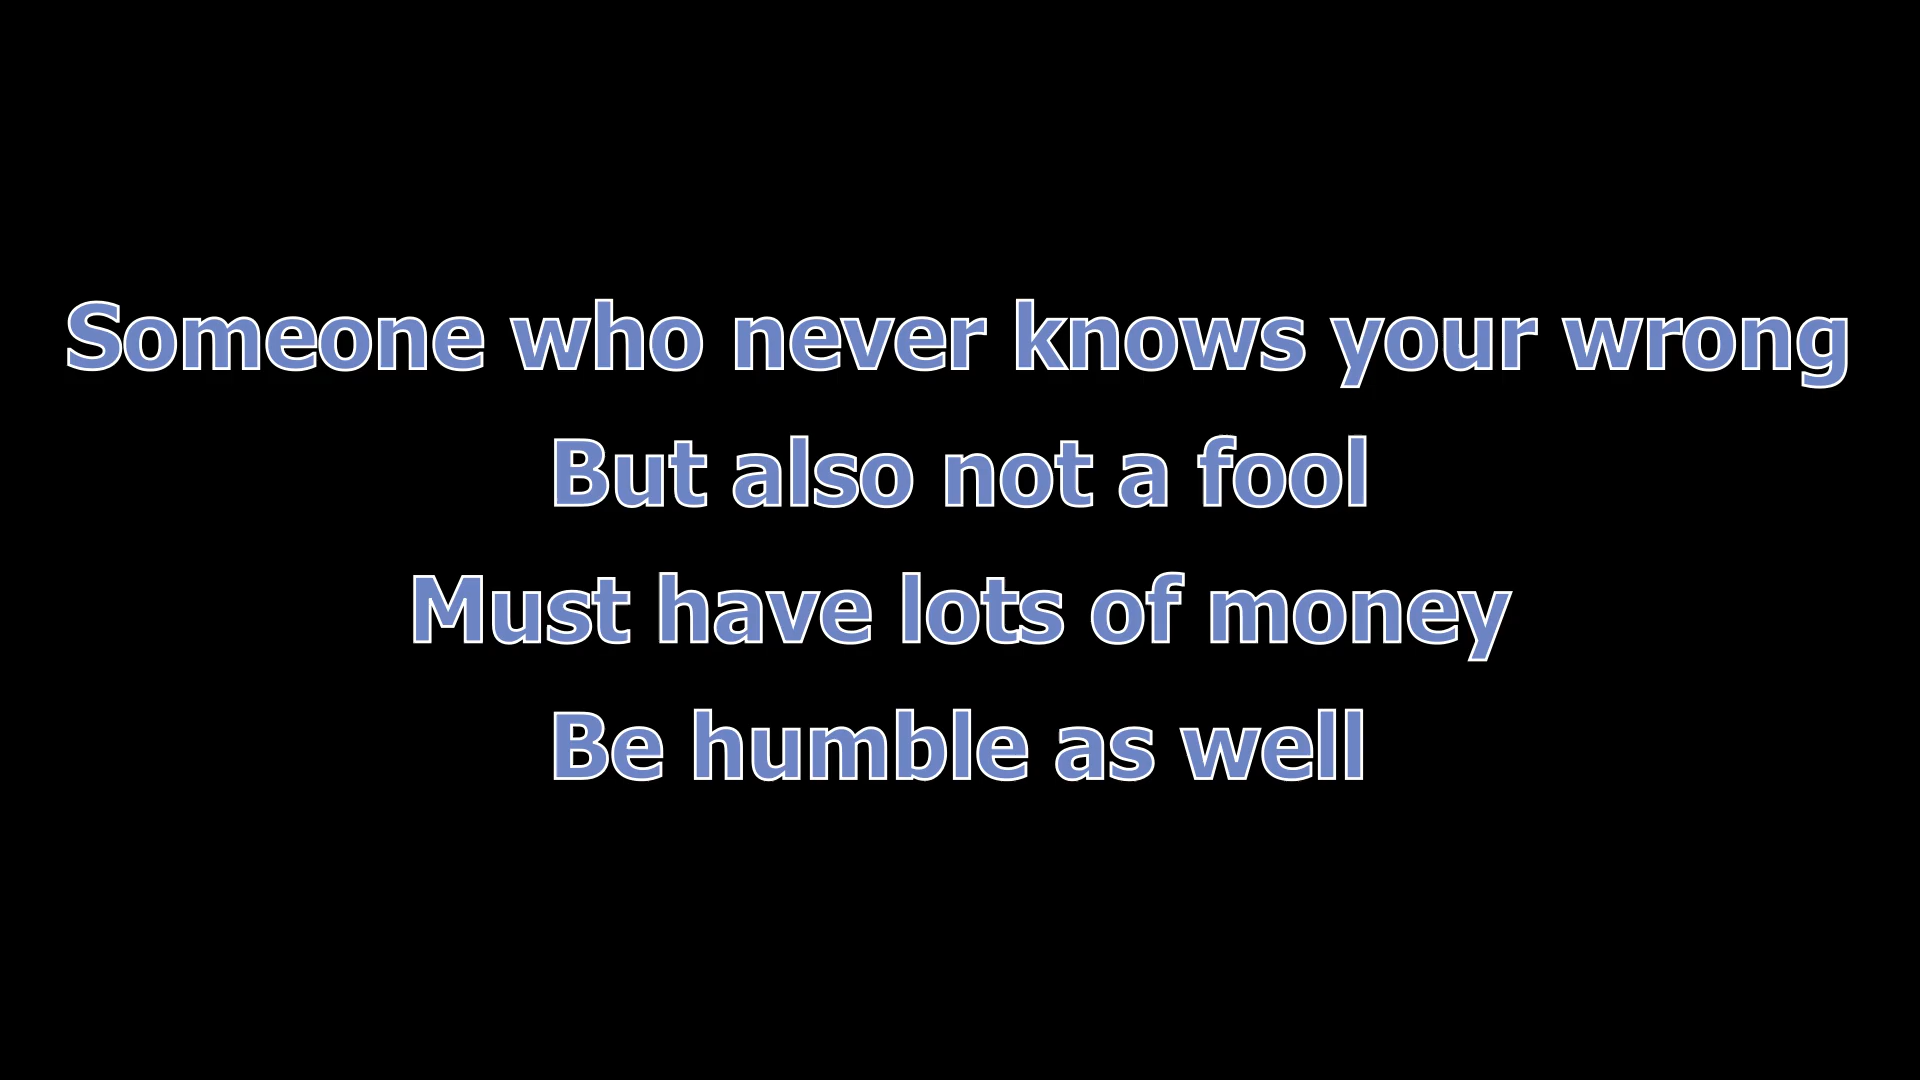 Someone who never knows your wrong
But also not a fool
Must have lots of money
Be humble as well